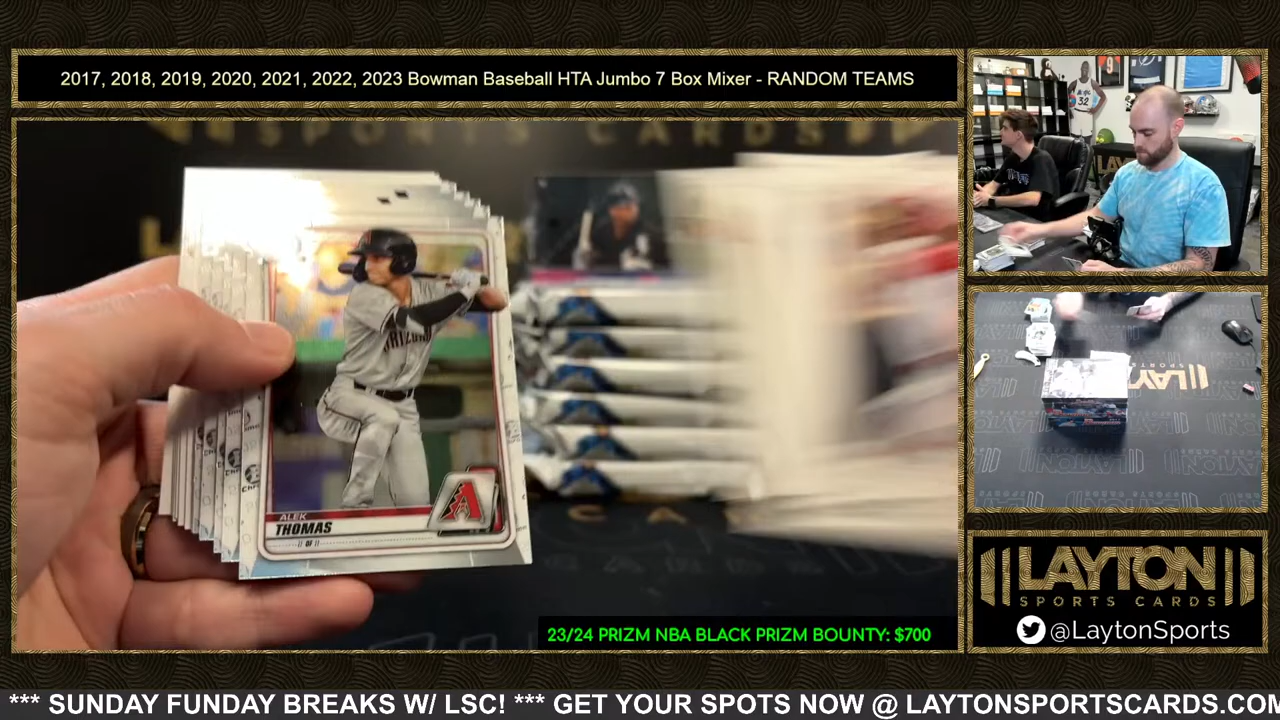 2017, 2018, 2019, 2020, 2021, 2022, 2023 Bowman Baseball HTA Jumbo 7 Box Mixer - RANDOM TEAMS
ALEK
THOMAS
OF
LAYTON
SPORTS CARDS
@LaytonSports
23/24 PRIZM NBA BLACK PRIZM BOUNTY: $700
*** SUNDAY FUNDAY BREAKS W/ LSC! *** GET YOUR SPOTS NOW @ LAYTONSPORTSCARDS.COM